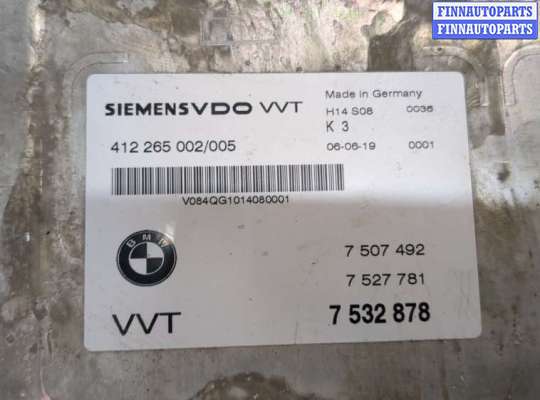 FINNAUTOPARTS
FINNAUTOPARTS
SIEMENSVDO VVT
Made in Germany
H14 S08 0036
K 3
412 265 002/005
06-06-19 0001
V084QG1014080001
BMW
7 507 492
7 527 781
VVT
7 532 878